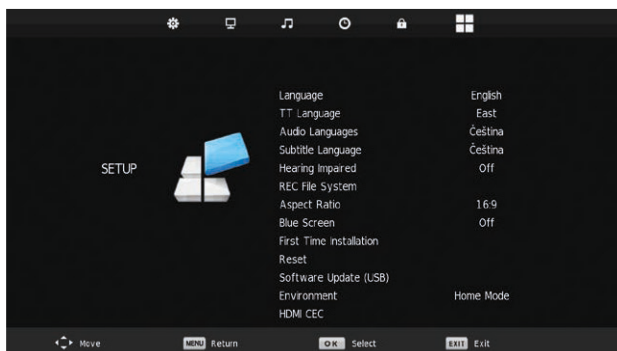 SETUP
Language English
TT Language East
Audio Languages Čeština
Subtitle Language Čeština
Hearing Impaired Off
REC File System
Aspect Ratio 16:9
Blue Screen Off
First Time Installation
Reset
Software Update (USB)
Environment Home Mode
HDMI CEC
Move MENU Return OK Select EXIT Exit